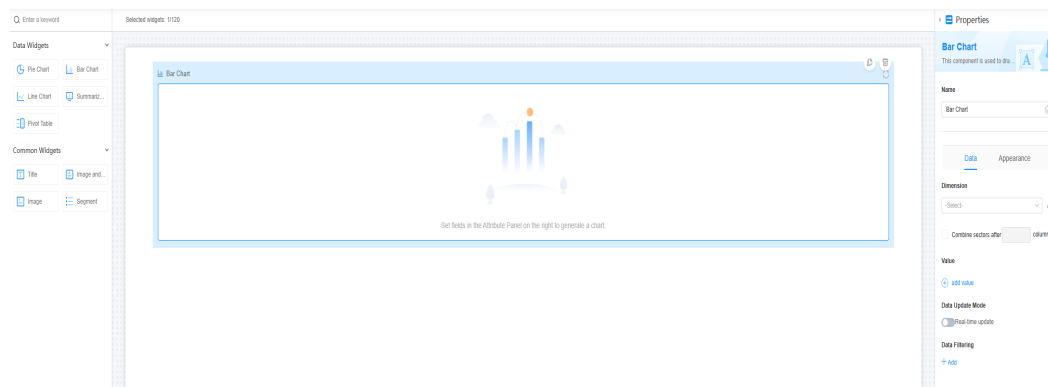 Enter a keyword
Selected widgets: 1/120
Properties
Data Widgets
Pie Chart
Bar Chart
Line Chart
Summariz...
Pivot Table
Common Widgets
Title
Image and...
Image
Segment
Bar Chart
Set fields in the Attribute Panel on the right to generate a chart.
Bar Chart
This component is used to dra...
A
Name
Bar Chart
Data Appearance
Dimension
-Select-
Combine sectors after column
Value
add value
Data Update Mode
Real-time update
Data Filtering
+ Add